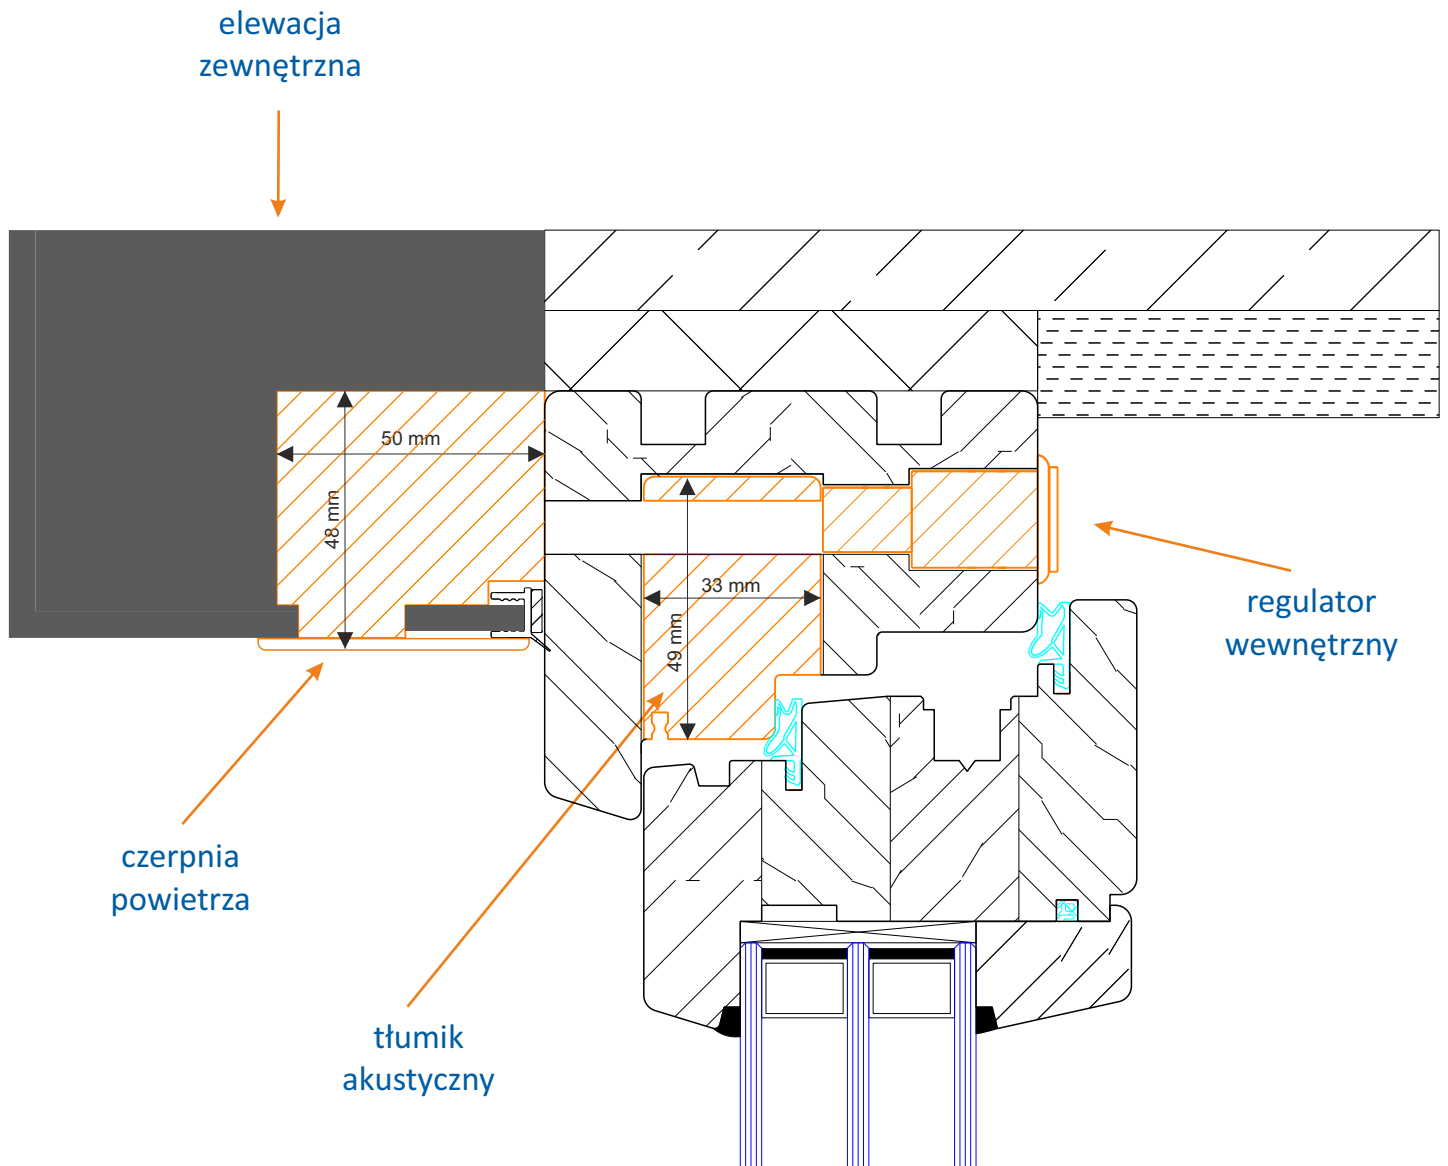 elewacja
zewnętrzna
50 mm
48 mm
33 mm
49 mm
regulator
wewnętrzny
czerpnia
powietrza
tłumik
akustyczny